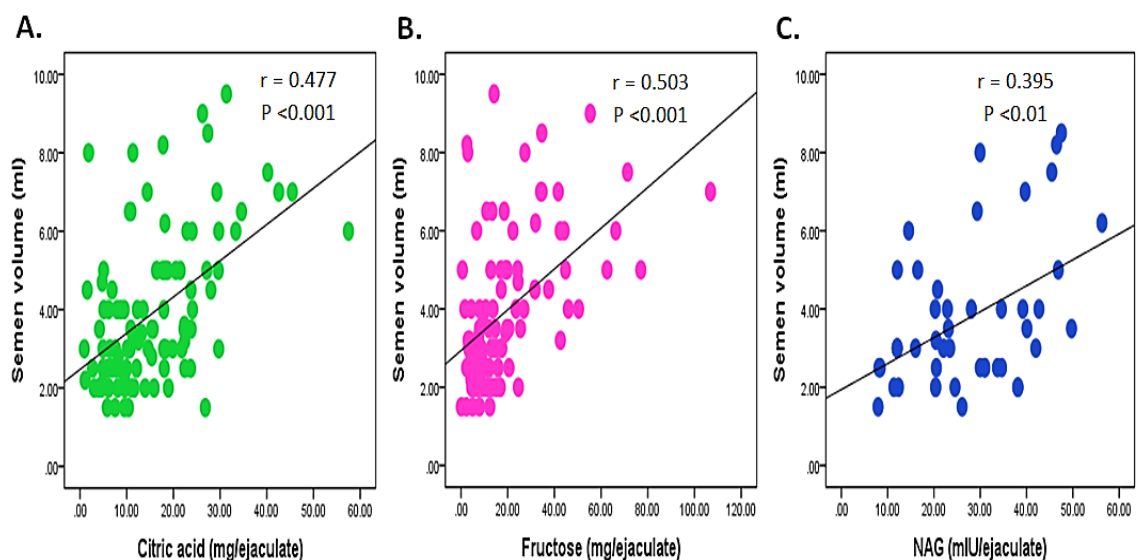 A.
r = 0.477
P <0.001
Semen volume (ml)
10.00
8.00
6.00
4.00
2.00
.00
.00 10.00 20.00 30.00 40.00 50.00 60.00
Citric acid (mg/ejaculate)
B.
r = 0.503
P <0.001
Semen volume (ml)
10.00
8.00
6.00
4.00
2.00
.00
.00 20.00 40.00 60.00 80.00 100.00 120.00
Fructose (mg/ejaculate)
C.
r = 0.395
P <0.01
Semen volume (ml)
10.00
8.00
6.00
4.00
2.00
.00
.00 10.00 20.00 30.00 40.00 50.00 60.00
NAG (mIU/ejaculate)